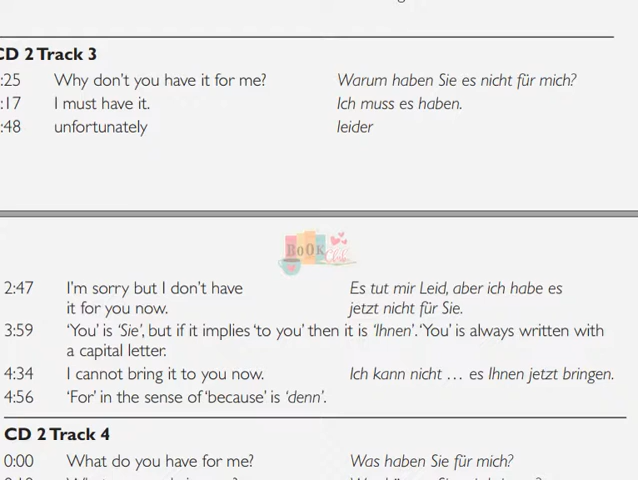 CD 2 Track 3
:25 Why don't you have it for me? Warum haben Sie es nicht für mich?
:17 I must have it. Ich muss es haben.
:48 unfortunately leider
BOOK Club
2:47 I'm sorry but I don't have Es tut mir Leid, aber ich habe es
it for you now. jetzt nicht für Sie.
3:59 'You' is 'Sie', but if it implies 'to you' then it is 'Ihnen'. 'You' is always written with
a capital letter.
4:34 I cannot bring it to you now. Ich kann nicht … es Ihnen jetzt bringen.
4:56 'For' in the sense of 'because' is 'denn'.
CD 2 Track 4
0:00 What do you have for me? Was haben Sie für mich?